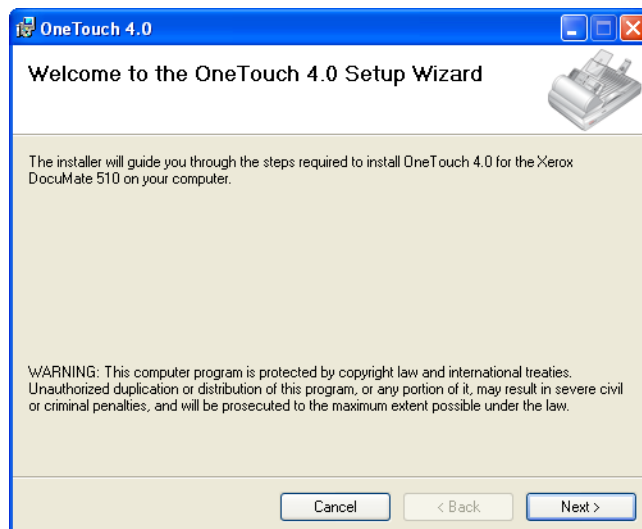 OneTouch 4.0
Welcome to the OneTouch 4.0 Setup Wizard
The installer will guide you through the steps required to install OneTouch 4.0 for the Xerox
DocuMate 510 on your computer.
WARNING: This computer program is protected by copyright law and international treaties.
Unauthorized duplication or distribution of this program, or any portion of it, may result in severe civil
or criminal penalties, and will be prosecuted to the maximum extent possible under the law.
Cancel
< Back
Next >